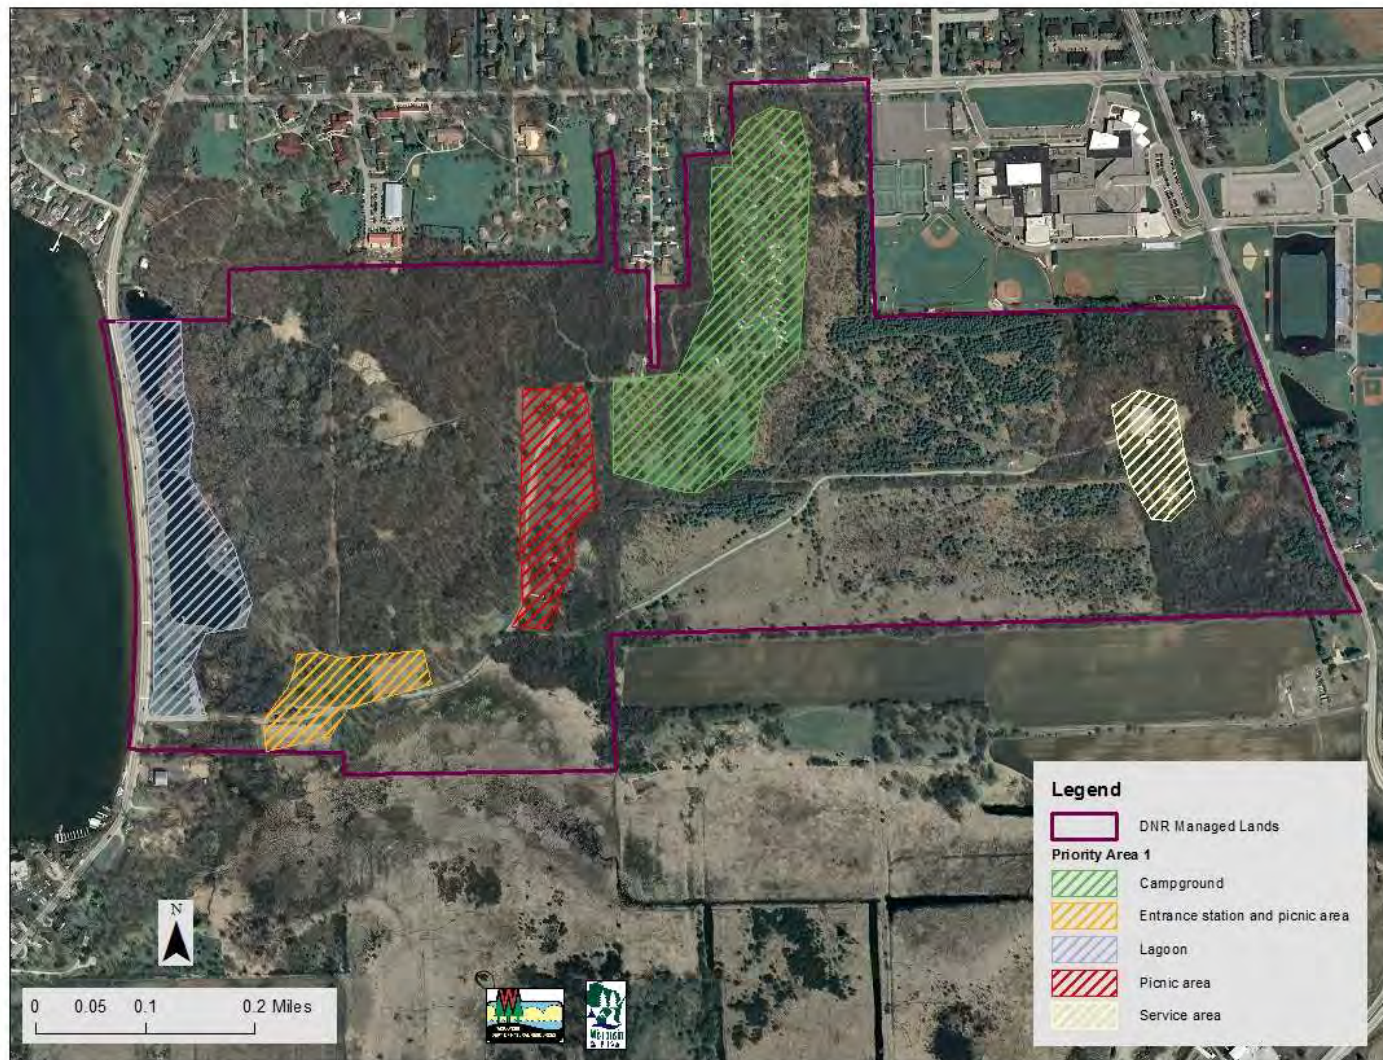 Legend
DNR Managed Lands
Priority Area 1
Campground
Entrance station and picnic area
Lagoon
Picnic area
Service area
N
0 0.05 0.1 0.2 Miles